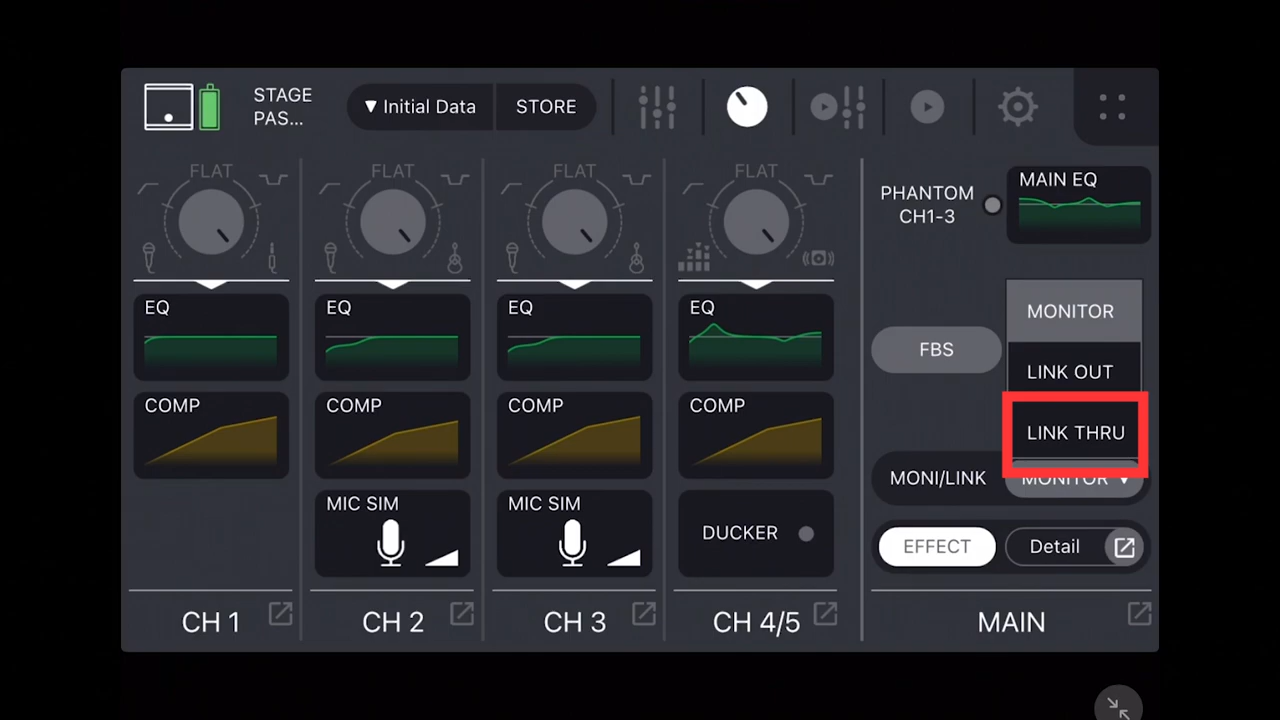 STAGE
PAS...
Initial Data
STORE
FLAT
FLAT
FLAT
FLAT
PHANTOM
CH1-3
MAIN EQ
EQ
EQ
EQ
EQ
MONITOR
FBS
LINK OUT
COMP
COMP
COMP
COMP
LINK THRU
MONI/LINK
MONITOR
MIC SIM
MIC SIM
DUCKER
EFFECT
Detail
CH 1
CH 2
CH 3
CH 4/5
MAIN